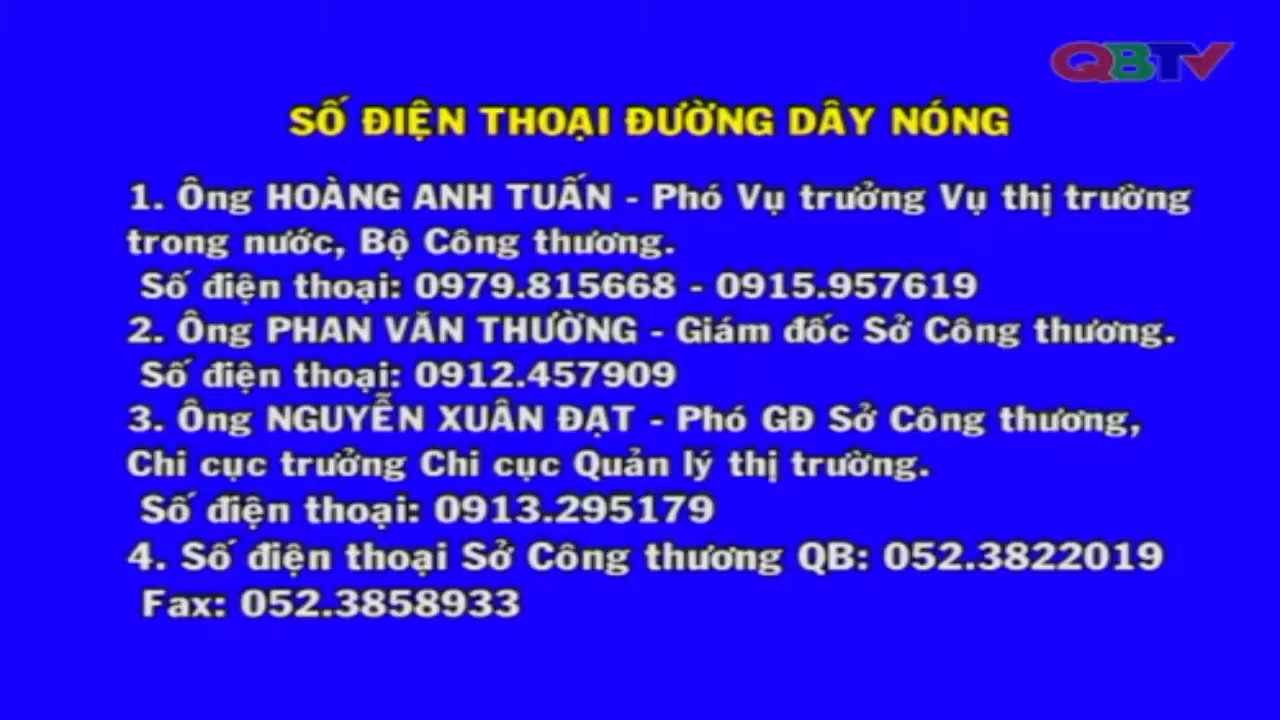 QBTV
SỐ ĐIỆN THOẠI ĐƯỜNG DÂY NÓNG
1. Ông HOÀNG ANH TUẤN - Phó Vụ trưởng Vụ thị trường
trong nước, Bộ Công thương.
Số điện thoại: 0979.815668 - 0915.957619
2. Ông PHAN VĂN THƯỜNG - Giám đốc Sở Công thương.
Số điện thoại: 0912.457909
3. Ông NGUYỄN XUÂN ĐẠT - Phó GĐ Sở Công thương,
Chi cục trưởng Chi cục Quản lý thị trường.
Số điện thoại: 0913.295179
4. Số điện thoại Sở Công thương QB: 052.3822019
Fax: 052.3858933